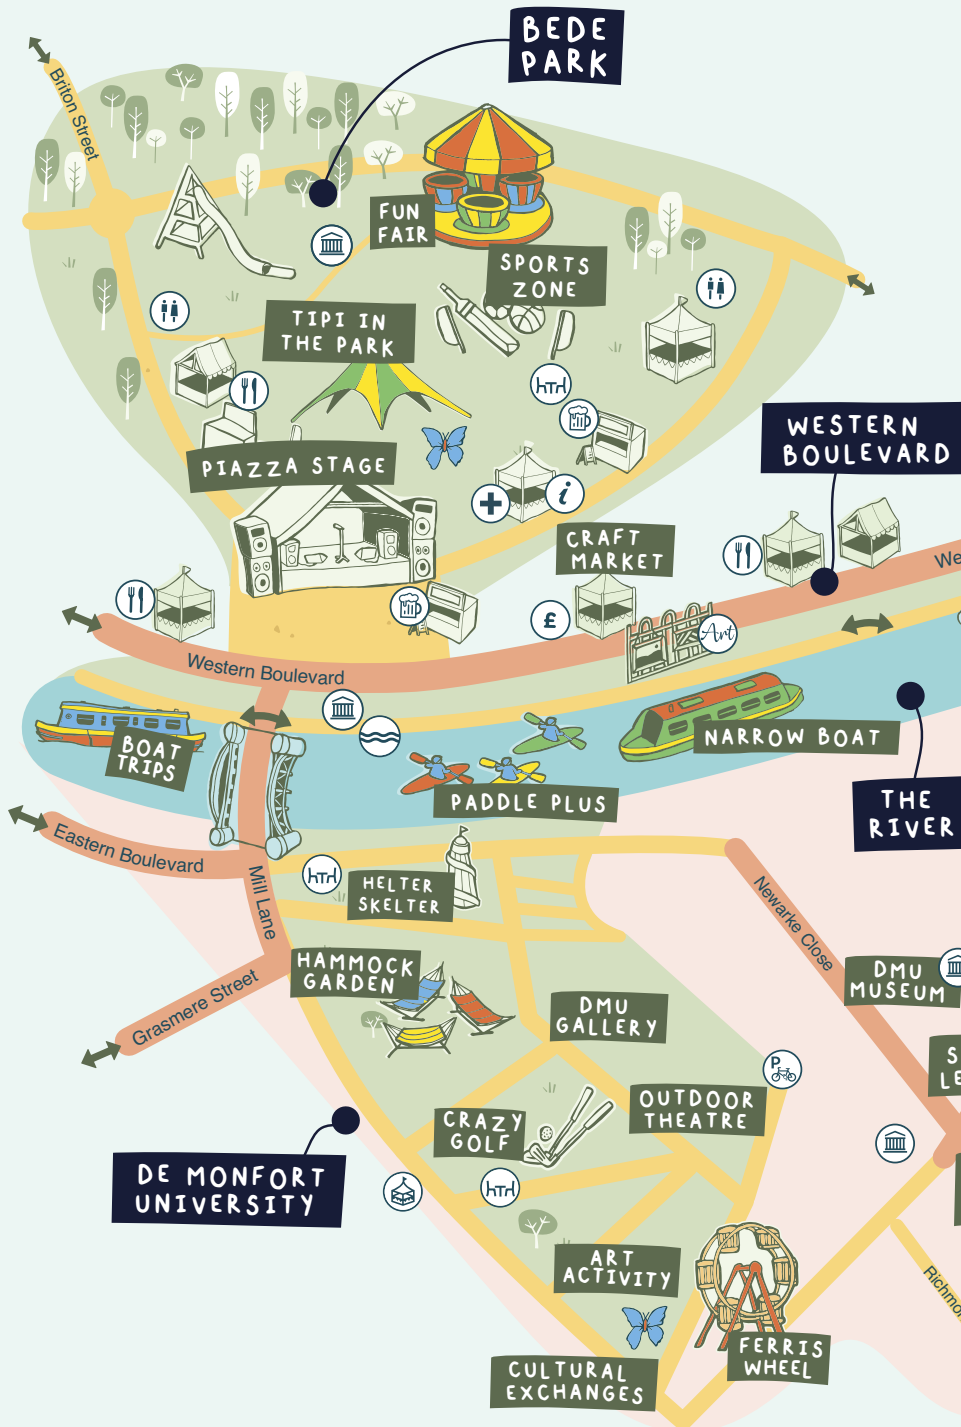 BEDE
PARK
Briton Street
FUN
FAIR
SPORTS
ZONE
TIPI IN
THE PARK
PIAZZA STAGE
i
WESTERN
BOULEVARD
CRAFT
MARKET
£
Art
We
Western Boulevard
BOAT
TRIPS
NARROW BOAT
PADDLE PLUS
THE
RIVER
Eastern Boulevard
Mill Lane
HELTER
SKELTER
Newarke Close
HAMMOCK
GARDEN
DMU
MUSEUM
Grasmere Street
DMU
GALLERY
S
LE
P
OUTDOOR
THEATRE
CRAZY
GOLF
DE MONFORT
UNIVERSITY
ART
ACTIVITY
Richmo
FERRIS
WHEEL
CULTURAL
EXCHANGES